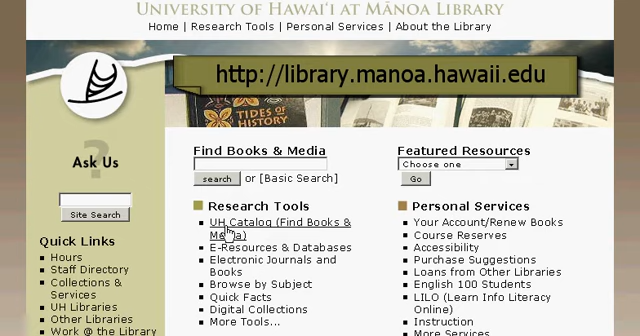 UNIVERSITY OF HAWAIʻI AT MĀNOA LIBRARY
Home | Research Tools | Personal Services | About the Library
http://library.manoa.hawaii.edu
TIDES OF
HISTORY
?
Ask Us
Site Search
Quick Links
Hours
Staff Directory
Collections &
Services
UH Libraries
Other Libraries
Work @ the Library
Find Books & Media
search or [Basic Search]
Research Tools
UH Catalog (Find Books &
Media)
E-Resources & Databases
Electronic Journals and
Books
Browse by Subject
Quick Facts
Digital Collections
More Tools...
Featured Resources
Choose one
Go
Personal Services
Your Account/Renew Books
Course Reserves
Accessibility
Purchase Suggestions
Loans from Other Libraries
English 100 Students
LILO (Learn Info Literacy
Online)
Instruction
More Services